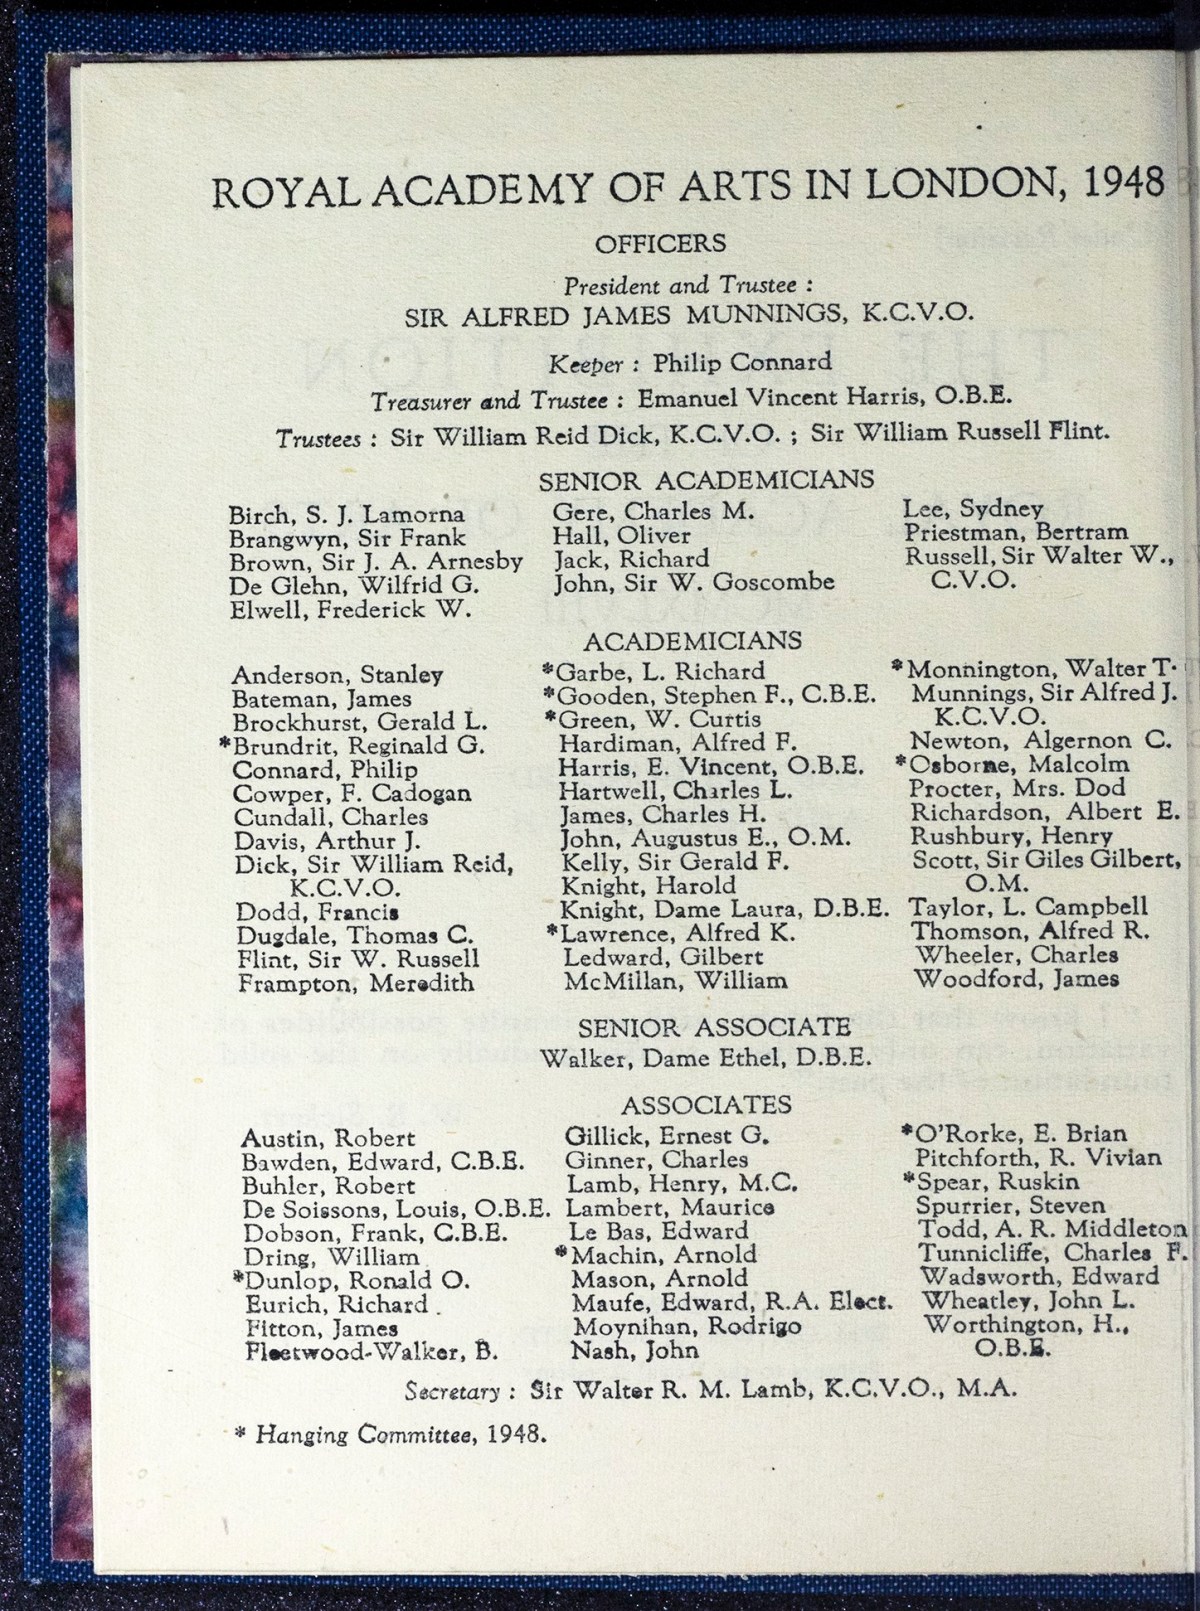 ROYAL ACADEMY OF ARTS IN LONDON, 1948
OFFICERS
President and Trustee :
SIR ALFRED JAMES MUNNINGS, K.C.V.O.
Keeper : Philip Connard
Treasurer and Trustee : Emanuel Vincent Harris, O.B.E.
Trustees : Sir William Reid Dick, K.C.V.O. ; Sir William Russell Flint.
SENIOR ACADEMICIANS
Birch, S. J. Lamorna
Brangwyn, Sir Frank
Brown, Sir J. A. Arnesby
De Glehn, Wilfrid G.
Elwell, Frederick W.
Gere, Charles M.
Hall, Oliver
Jack, Richard
John, Sir W. Goscombe
Lee, Sydney
Priestman, Bertram
Russell, Sir Walter W.,
C.V.O.
ACADEMICIANS
Anderson, Stanley
Bateman, James
Brockhurst, Gerald L.
*Brundrit, Reginald G.
Connard, Philip
Cowper, F. Cadogan
Cundall, Charles
Davis, Arthur J.
Dick, Sir William Reid,
K.C.V.O.
Dodd, Francis
Dugdale, Thomas C.
Flint, Sir W. Russell
Frampton, Meredith
*Garbe, L. Richard
*Gooden, Stephen F., C.B.E.
*Green, W. Curtis
Hardiman, Alfred F.
Harris, E. Vincent, O.B.E.
Hartwell, Charles L.
James, Charles H.
John, Augustus E., O.M.
Kelly, Sir Gerald F.
Knight, Harold
Knight, Dame Laura, D.B.E.
*Lawrence, Alfred K.
Ledward, Gilbert
McMillan, William
*Monnington, Walter T.
Munnings, Sir Alfred J.
K.C.V.O.
Newton, Algernon C.
*Osborne, Malcolm
Procter, Mrs. Dod
Richardson, Albert E.
Rushbury, Henry
Scott, Sir Giles Gilbert,
O.M.
Taylor, L. Campbell
Thomson, Alfred R.
Wheeler, Charles
Woodford, James
SENIOR ASSOCIATE
Walker, Dame Ethel, D.B.E.
ASSOCIATES
Austin, Robert
Bawden, Edward, C.B.E.
Buhler, Robert
De Soissons, Louis, O.B.E.
Dobson, Frank, C.B.E.
Dring, William
*Dunlop, Ronald O.
Eurich, Richard
Fitton, James
Fleetwood-Walker, B.
Gillick, Ernest G.
Ginner, Charles
Lamb, Henry, M.C.
Lambert, Maurice
Le Bas, Edward
*Machin, Arnold
Mason, Arnold
Maufe, Edward, R.A. Elect.
Moynihan, Rodrigo
Nash, John
*O'Rorke, E. Brian
Pitchforth, R. Vivian
*Spear, Ruskin
Spurrier, Steven
Todd, A. R. Middleton
Tunnicliffe, Charles F.
Wadsworth, Edward
Wheatley, John L.
Worthington, H.,
O.B.E.
Secretary : Sir Walter R. M. Lamb, K.C.V.O., M.A.
* Hanging Committee, 1948.